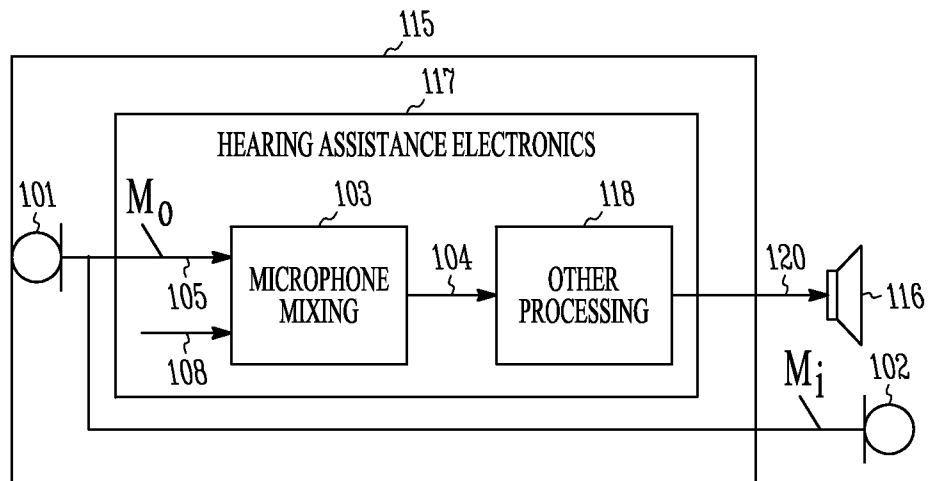 115
117
HEARING ASSISTANCE ELECTRONICS
101
Mo
103
118
105
MICROPHONE
MIXING
104
OTHER
PROCESSING
120
116
108
Mi
102